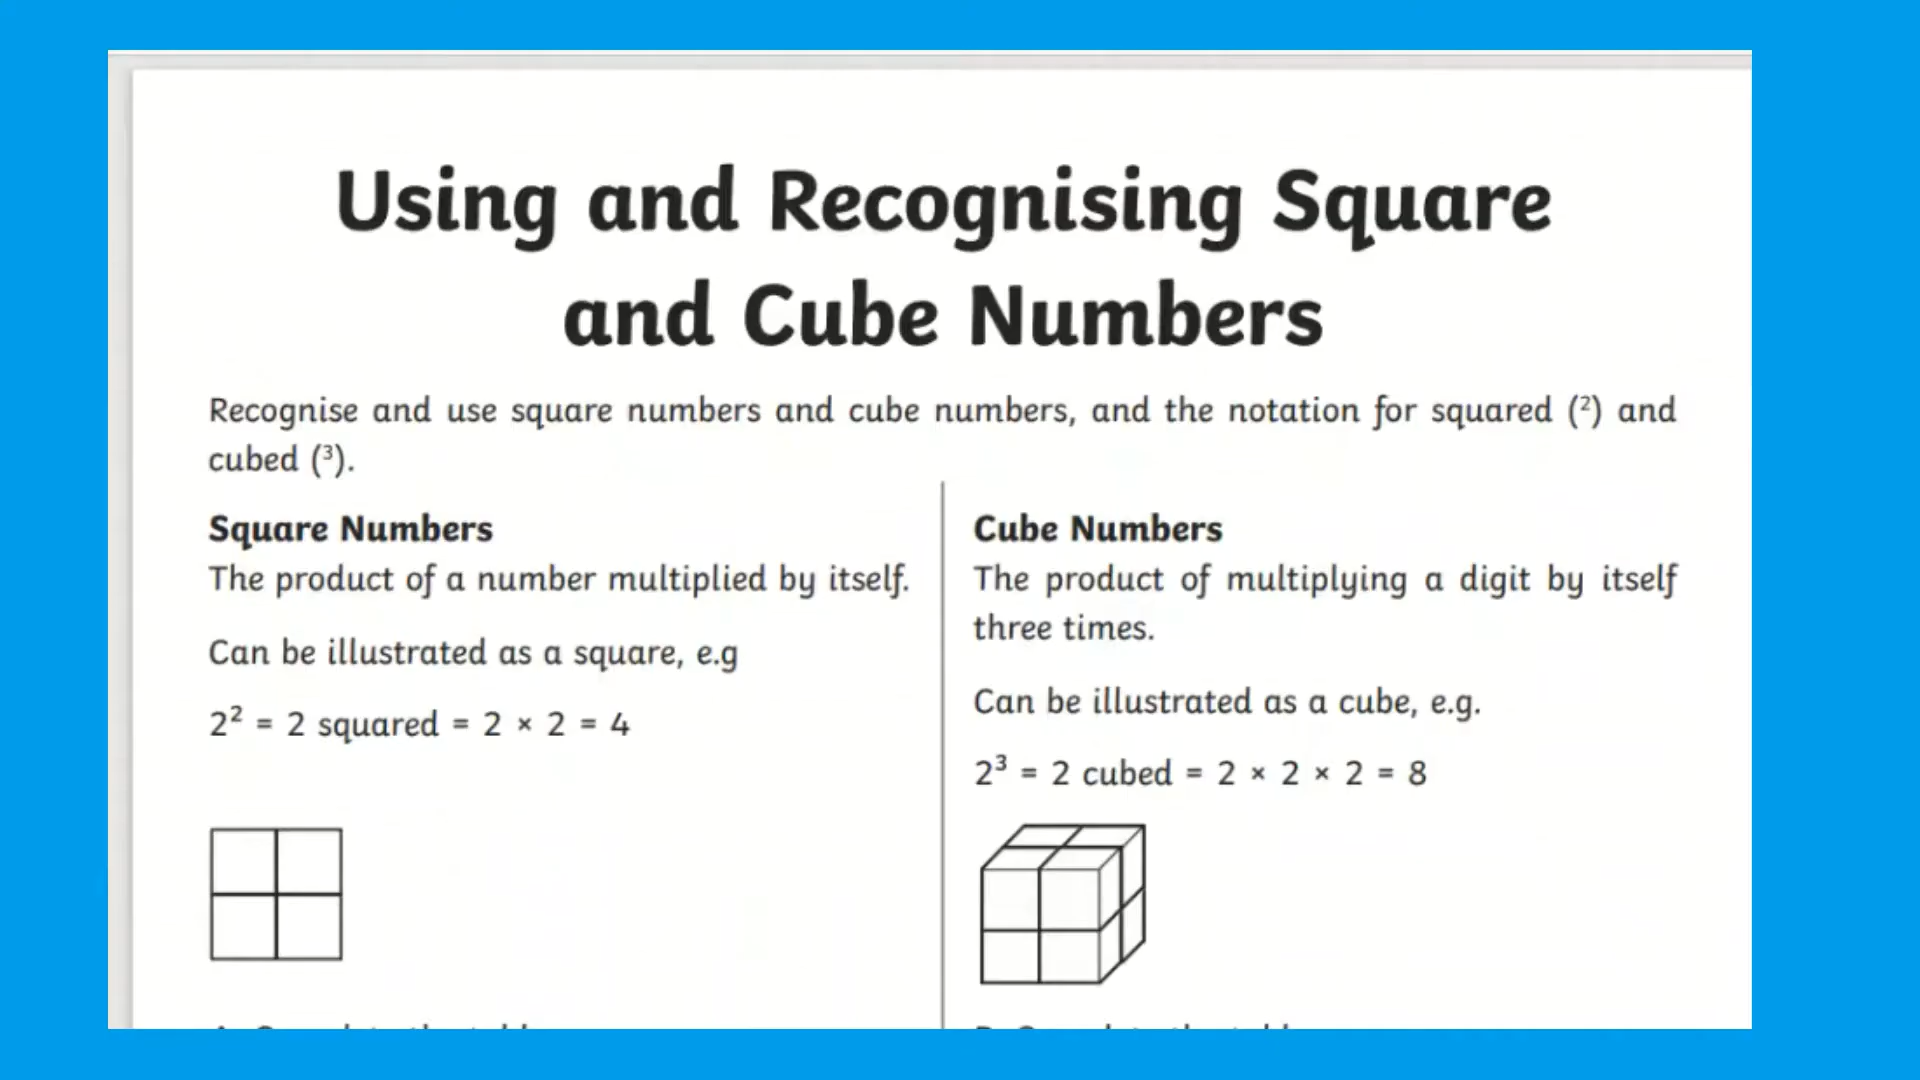 Using and Recognising Square
and Cube Numbers
Recognise and use square numbers and cube numbers, and the notation for squared (²) and
cubed (³).
Square Numbers
The product of a number multiplied by itself.
Can be illustrated as a square, e.g
2² = 2 squared = 2 × 2 = 4
Cube Numbers
The product of multiplying a digit by itself
three times.
Can be illustrated as a cube, e.g.
2³ = 2 cubed = 2 × 2 × 2 = 8